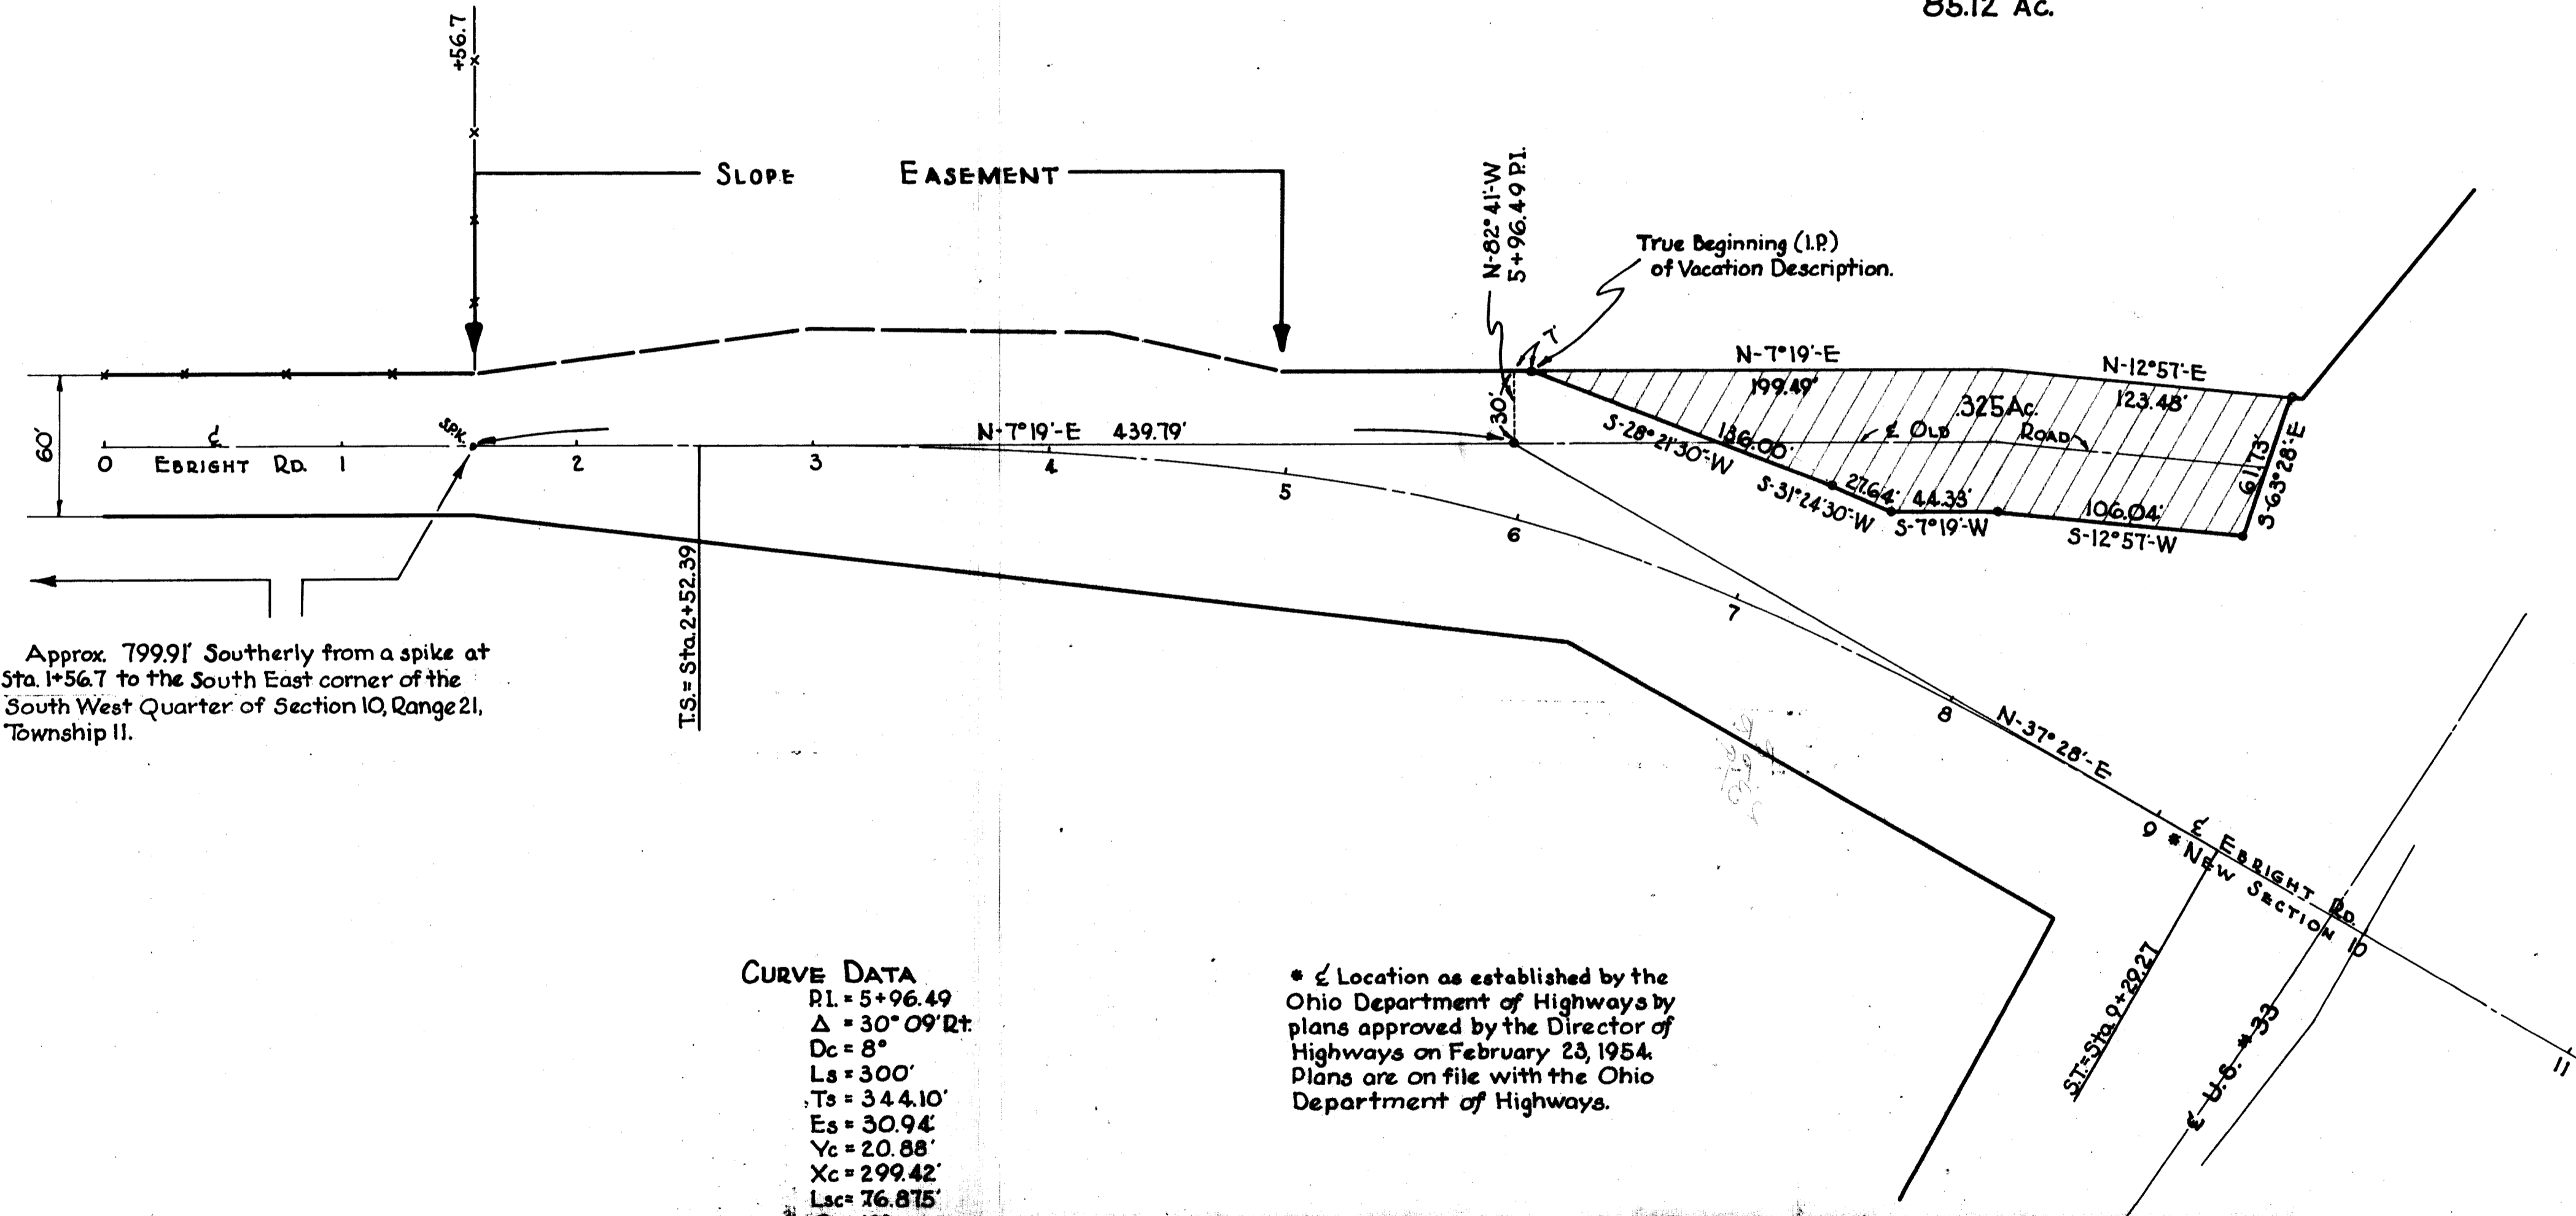 85.12 Ac.
+56.7
SLOPE EASEMENT
N-82°41'-W
5+96.49 P.I.
True Beginning (I.P.)
of Vacation Description.
7'
N-7°19'-E
199.49'
N-12°57'-E
123.48'
.325 Ac.
30'
60'
SPK.
N-7°19'-E 439.79'
℄
EBRIGHT RD.
0 1 2 3 4 5 6 7 8 9 10 11
S-28°21'30"-W
136.00'
℄ OLD ROAD
S-31°24'30"-W
27.64'
44.33'
S-7°19'-W
106.04'
S-12°57'-W
61.73'
S-63°28'-E
T.S.= Sta. 2+52.39
Approx. 799.91' Southerly from a spike at
Sta. 1+56.7 to the South East corner of the
South West Quarter of Section 10, Range 21,
Township 11.
N-37°28'-E
℄ EBRIGHT RD.
* NEW SECTION
S.T.= Sta. 9+29.27
℄ U.S. #33
CURVE DATA
P.I. = 5+96.49
Δ = 30°09' Rt.
Dc = 8°
Ls = 300'
Ts = 344.10'
Es = 30.94'
Yc = 20.88'
Xc = 299.42'
Lsc= 76.875'
* ℄ Location as established by the
Ohio Department of Highways by
plans approved by the Director of
Highways on February 23, 1954.
Plans are on file with the Ohio
Department of Highways.